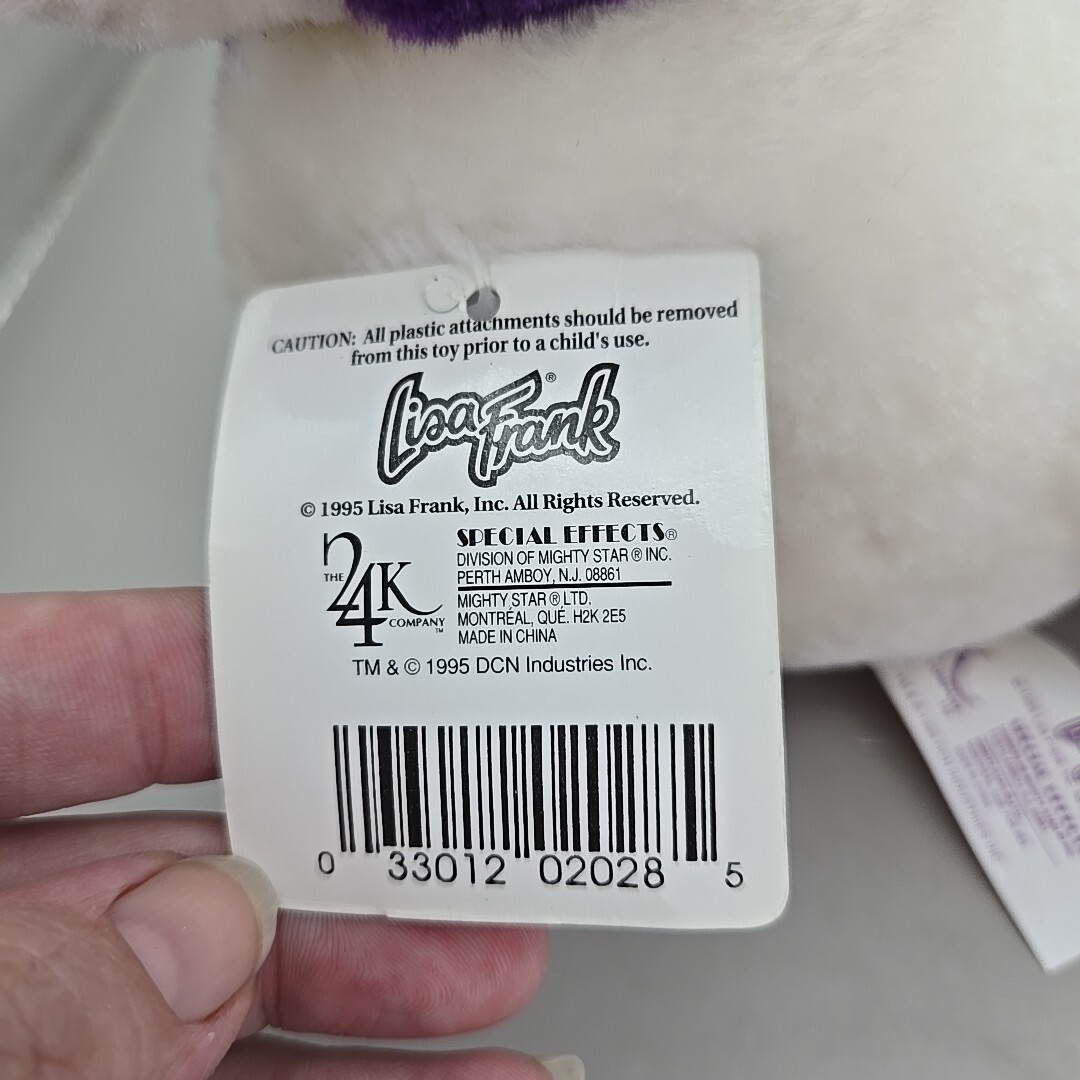 CAUTION: All plastic attachments should be removed
from this toy prior to a child's use.
Lisa Frank®
© 1995 Lisa Frank, Inc. All Rights Reserved.
THE 24K COMPANY™
SPECIAL EFFECTS®
DIVISION OF MIGHTY STAR ® INC.
PERTH AMBOY, N.J. 08861
MIGHTY STAR ® LTD.
MONTRÉAL, QUÉ. H2K 2E5
MADE IN CHINA
TM & © 1995 DCN Industries Inc.
0 33012 02028 5